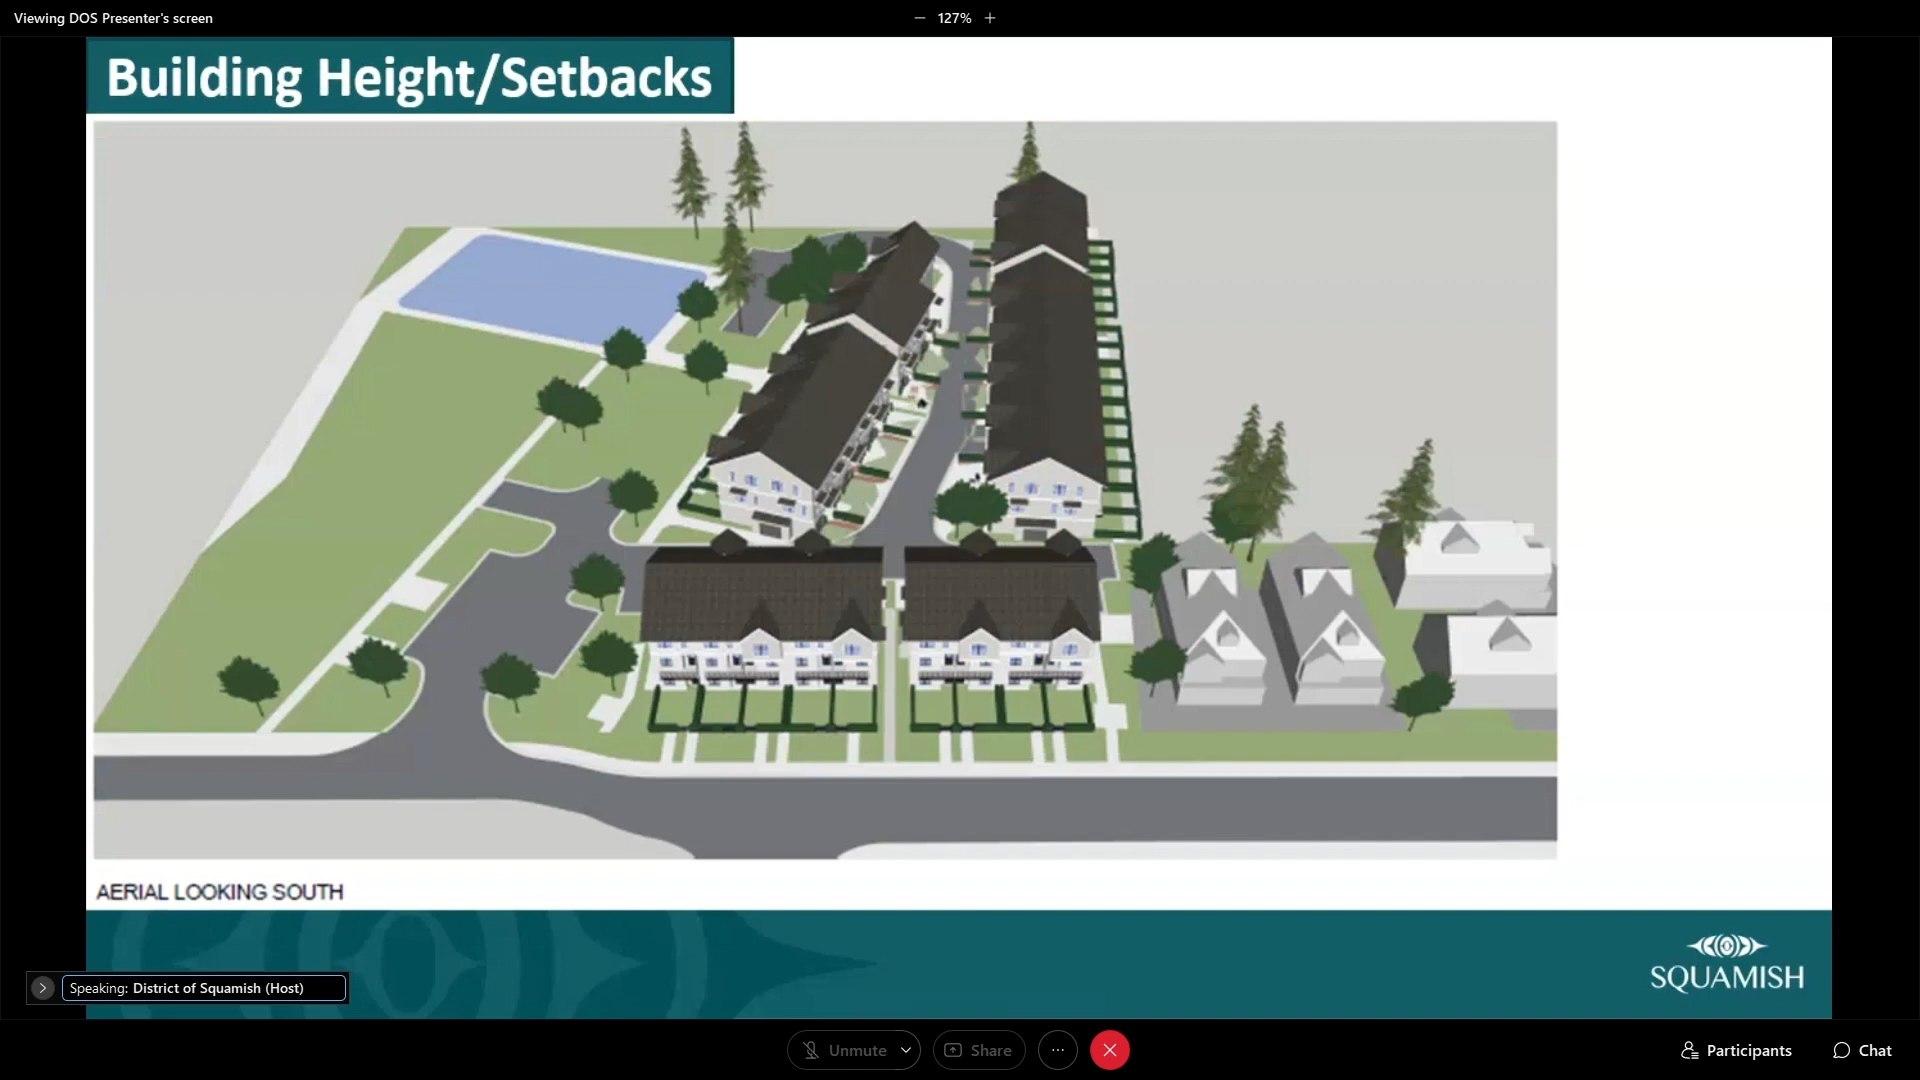 Viewing DOS Presenter's screen
127%
Building Height/Setbacks
AERIAL LOOKING SOUTH
SQUAMISH
Speaking: District of Squamish (Host)
Unmute
Share
Participants
Chat